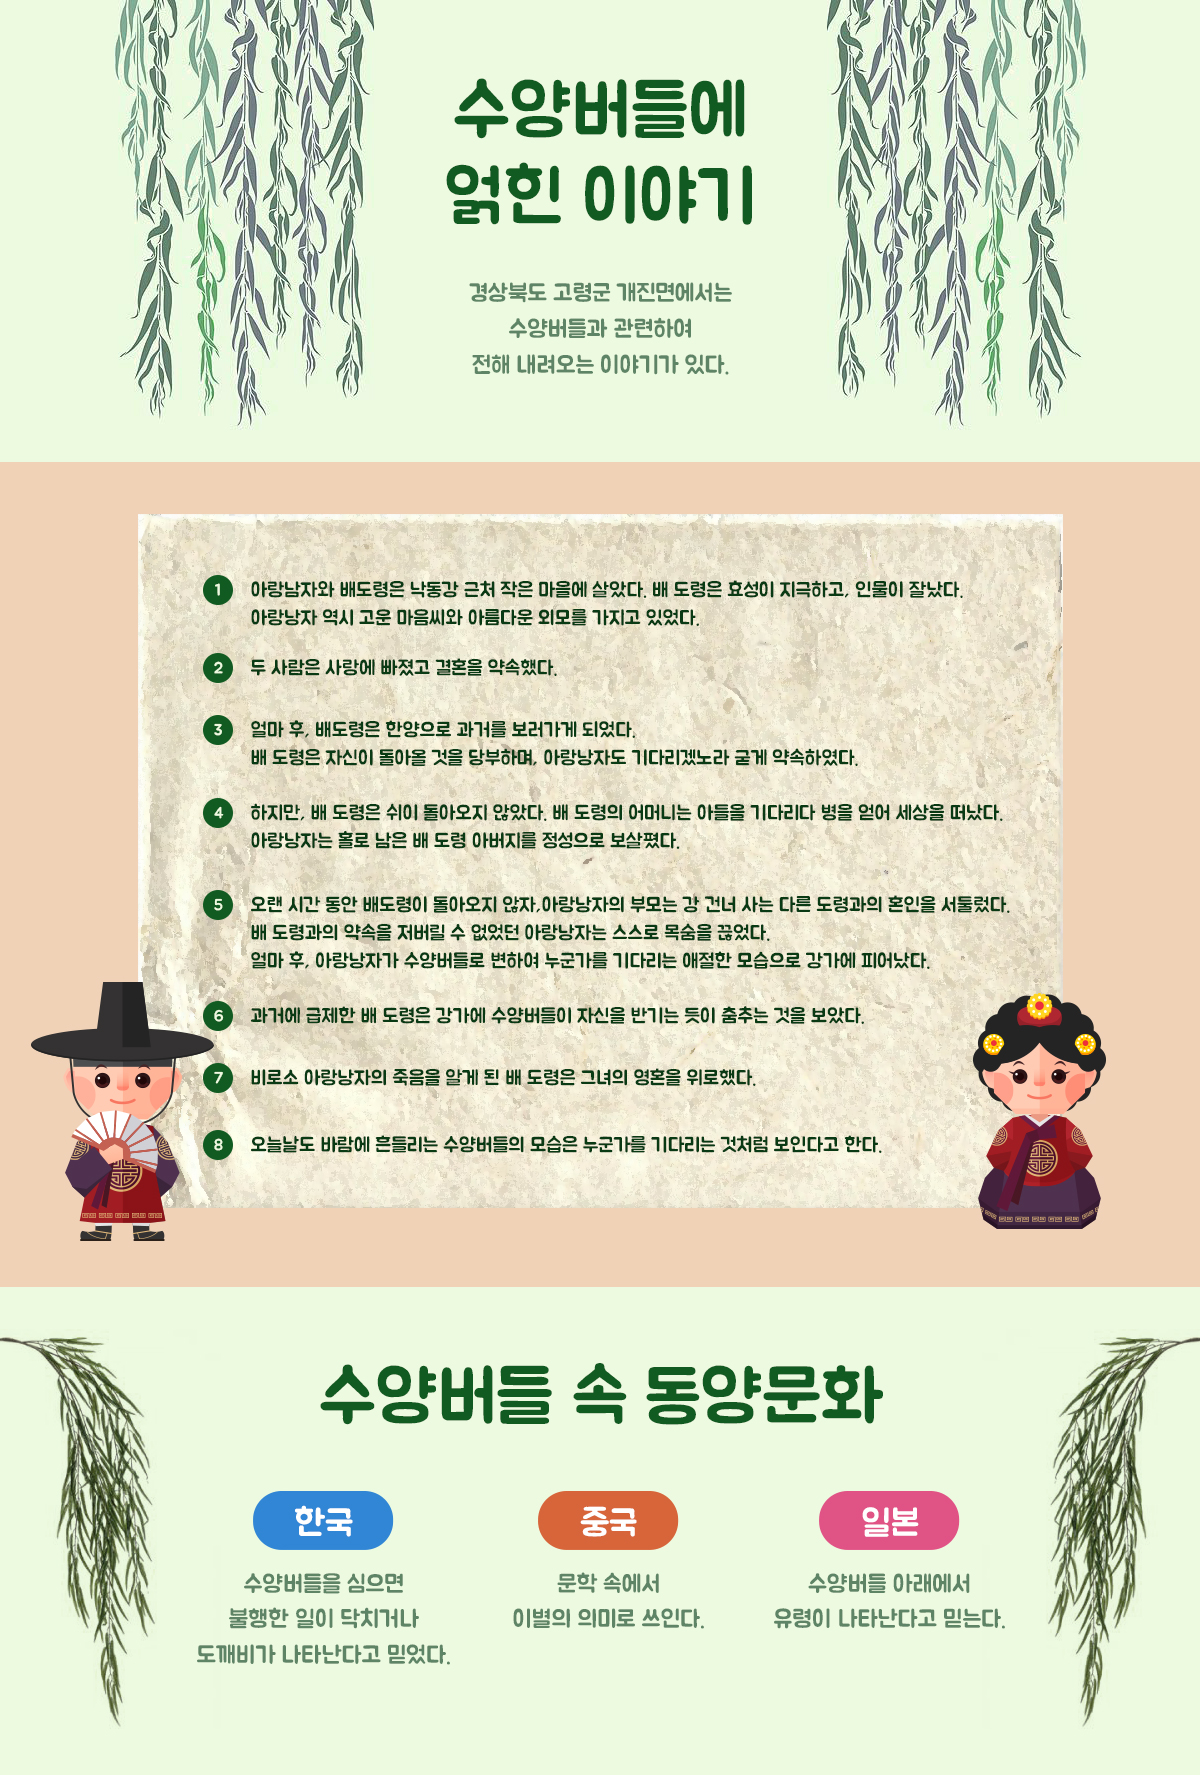 수양버들에
얽힌 이야기
경상북도 고령군 개진면에서는
수양버들과 관련하여
전해 내려오는 이야기가 있다.
1 아랑남자와 배도령은 낙동강 근처 작은 마을에 살았다. 배 도령은 효성이 지극하고, 인물이 잘났다.
아랑낭자 역시 고운 마음씨와 아름다운 외모를 가지고 있었다.
2 두 사람은 사랑에 빠졌고 결혼을 약속했다.
3 얼마 후, 배도령은 한양으로 과거를 보러가게 되었다.
배 도령은 자신이 돌아올 것을 당부하며, 아랑낭자도 기다리겠노라 굳게 약속하였다.
4 하지만, 배 도령은 쉬이 돌아오지 않았다. 배 도령의 어머니는 아들을 기다리다 병을 얻어 세상을 떠났다.
아랑낭자는 홀로 남은 배 도령 아버지를 정성으로 보살폈다.
5 오랜 시간 동안 배도령이 돌아오지 않자,아랑낭자의 부모는 강 건너 사는 다른 도령과의 혼인을 서둘렀다.
배 도령과의 약속을 저버릴 수 없었던 아랑낭자는 스스로 목숨을 끊었다.
얼마 후, 아랑낭자가 수양버들로 변하여 누군가를 기다리는 애절한 모습으로 강가에 피어났다.
6 과거에 급제한 배 도령은 강가에 수양버들이 자신을 반기는 듯이 춤추는 것을 보았다.
7 비로소 아랑낭자의 죽음을 알게 된 배 도령은 그녀의 영혼을 위로했다.
8 오늘날도 바람에 흔들리는 수양버들의 모습은 누군가를 기다리는 것처럼 보인다고 한다.
수양버들 속 동양문화
한국
수양버들을 심으면
불행한 일이 닥치거나
도깨비가 나타난다고 믿었다.
중국
문학 속에서
이별의 의미로 쓰인다.
일본
수양버들 아래에서
유령이 나타난다고 믿는다.